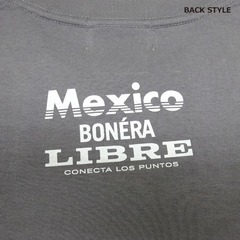 BACK STYLE
Mexico
BONÉRA
LIBRE
CONECTA LOS PUNTOS